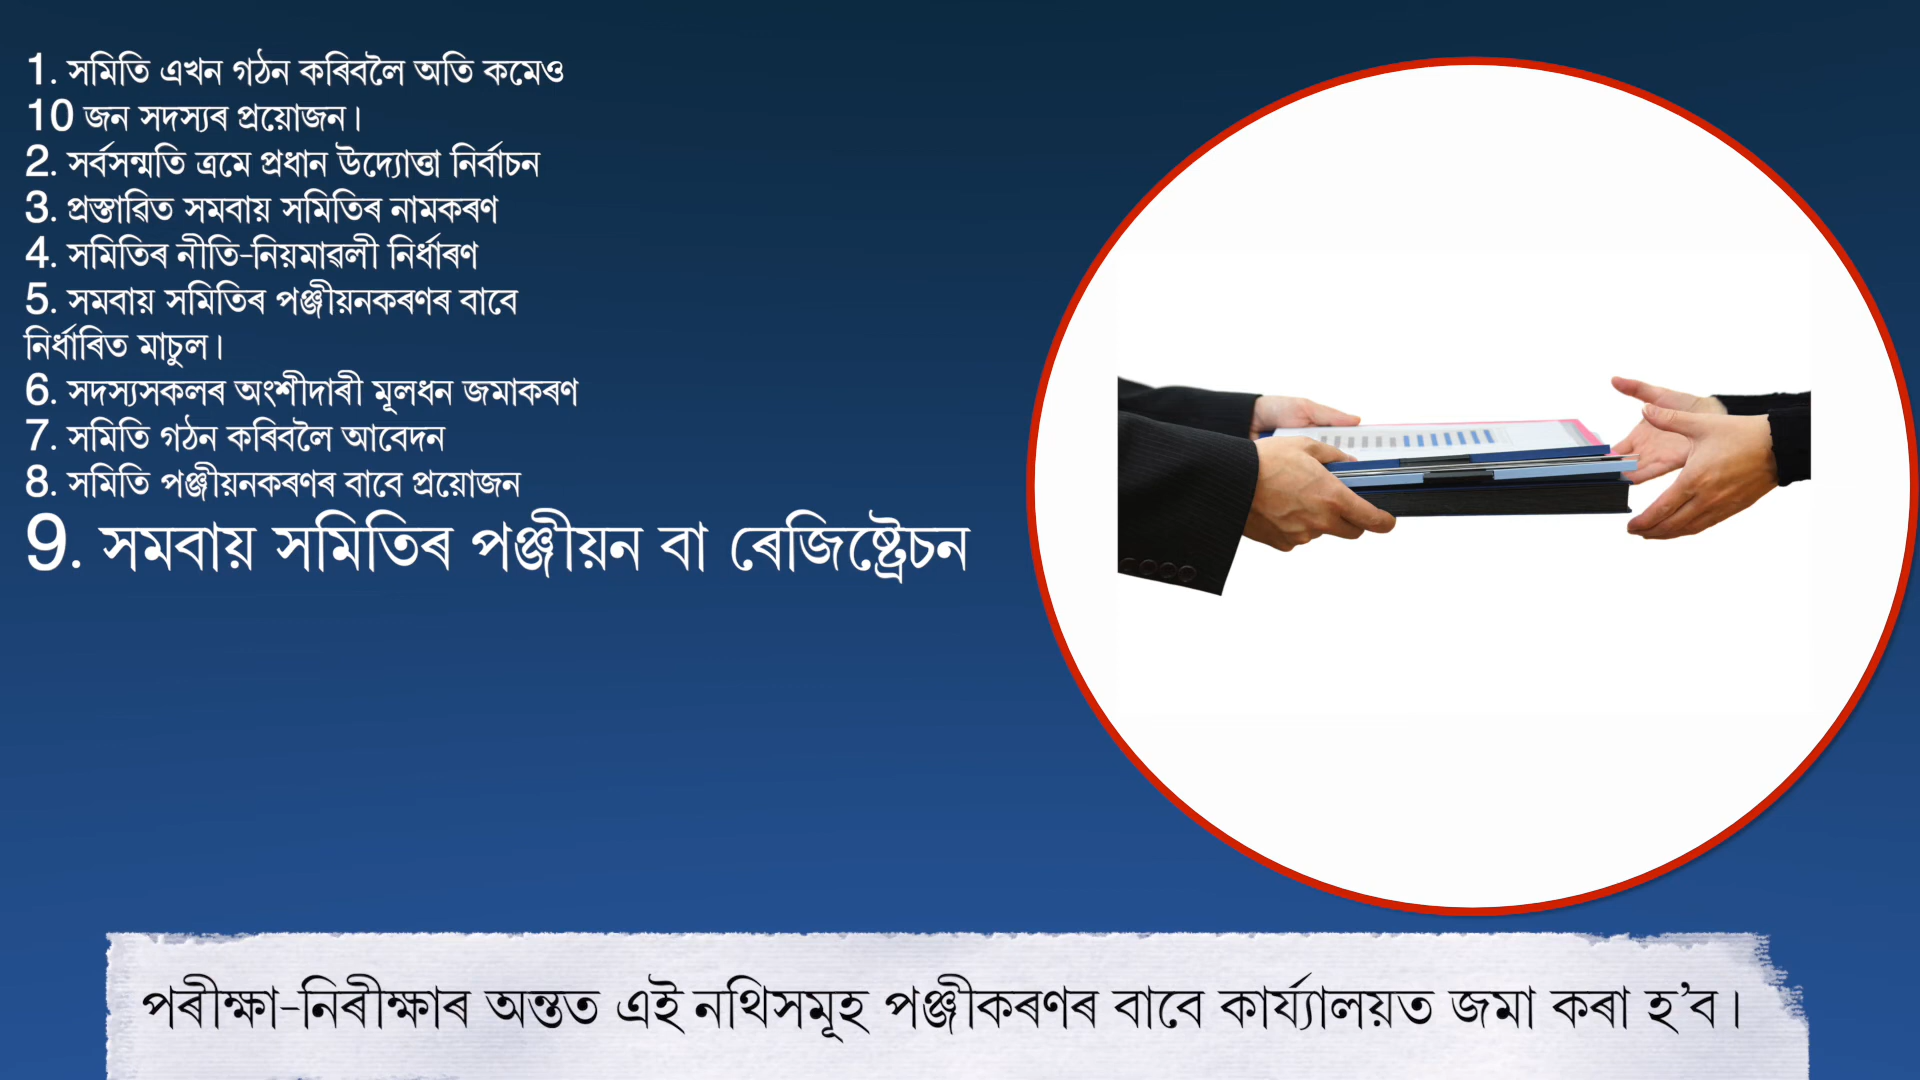 1. সমিতি এখন গঠন কৰিবলৈ অতি কমেও
10 জন সদস্যৰ প্ৰয়োজন।
2. সৰ্বসন্মতি ত্ৰমে প্ৰধান উদ্যোত্তা নিৰ্বাচন
3. প্ৰস্তাৱিত সমবায় সমিতিৰ নামকৰণ
4. সমিতিৰ নীতি-নিয়মাৱলী নিৰ্ধাৰণ
5. সমবায় সমিতিৰ পঞ্জীয়নকৰণৰ বাবে
নিৰ্ধাৰিত মাচুল।
6. সদস্যসকলৰ অংশীদাৰী মূলধন জমাকৰণ
7. সমিতি গঠন কৰিবলৈ আবেদন
8. সমিতি পঞ্জীয়নকৰণৰ বাবে প্ৰয়োজন
9. সমবায় সমিতিৰ পঞ্জীয়ন বা ৰেজিষ্ট্ৰেচন
পৰীক্ষা-নিৰীক্ষাৰ অন্তত এই নথিসমূহ পঞ্জীকৰণৰ বাবে কাৰ্য্যালয়ত জমা কৰা হ’ব।